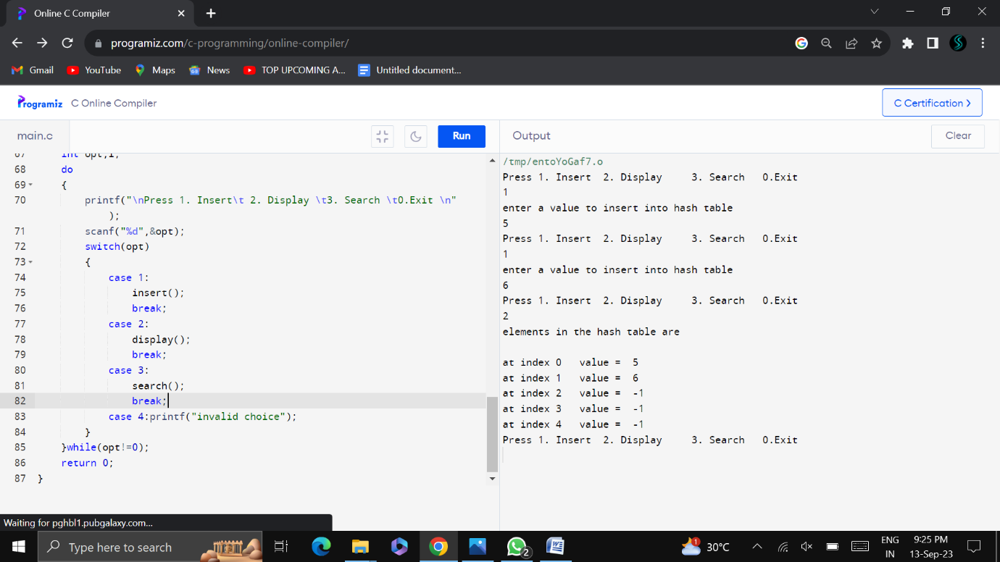 Online C Compiler
programiz.com/c-programming/online-compiler/
Gmail YouTube Maps News TOP UPCOMING A... Untitled document...
Programiz C Online Compiler C Certification >
main.c Run Output Clear
67 int opt,i;
68 do
69 {
70 printf("\nPress 1. Insert\t 2. Display \t3. Search \t0.Exit \n"
);
71 scanf("%d",&opt);
72 switch(opt)
73 {
74 case 1:
75 insert();
76 break;
77 case 2:
78 display();
79 break;
80 case 3:
81 search();
82 break;
83 case 4:printf("invalid choice");
84 }
85 }while(opt!=0);
86 return 0;
87 }
/tmp/entoYoGaf7.o
Press 1. Insert 2. Display 3. Search 0.Exit
1
enter a value to insert into hash table
5
Press 1. Insert 2. Display 3. Search 0.Exit
1
enter a value to insert into hash table
6
Press 1. Insert 2. Display 3. Search 0.Exit
2
elements in the hash table are
at index 0 value = 5
at index 1 value = 6
at index 2 value = -1
at index 3 value = -1
at index 4 value = -1
Press 1. Insert 2. Display 3. Search 0.Exit
Waiting for pghbl1.pubgalaxy.com...
Type here to search 2 1 30°C ENG 9:25 PM
IN 13-Sep-23